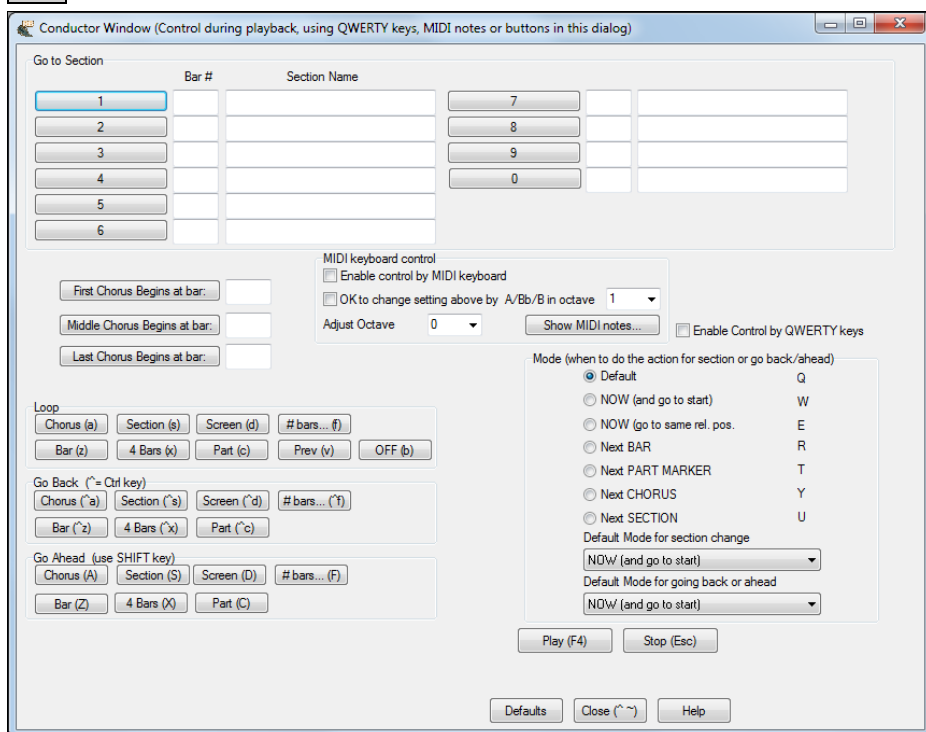 Conductor Window (Control during playback, using QWERTY keys, MIDI notes or buttons in this dialog)
Go to Section
Bar # Section Name
1 7
2 8
3 9
4 0
5
6
MIDI keyboard control
Enable control by MIDI keyboard
First Chorus Begins at bar:
OK to change setting above by A/Bb/B in octave 1
Middle Chorus Begins at bar:
Adjust Octave 0 Show MIDI notes... Enable Control by QWERTY keys
Last Chorus Begins at bar:
Mode (when to do the action for section or go back/ahead)
Default Q
NOW (and go to start) W
NOW (go to same rel. pos. E
Next BAR R
Next PART MARKER T
Next CHORUS Y
Next SECTION U
Default Mode for section change
NOW (and go to start)
Default Mode for going back or ahead
NOW (and go to start)
Loop
Chorus (a) Section (s) Screen (d) # bars... (f)
Bar (z) 4 Bars (x) Part (c) Prev (v) OFF (b)
Go Back (^= Ctrl key)
Chorus (^a) Section (^s) Screen (^d) # bars... (^f)
Bar (^z) 4 Bars (^x) Part (^c)
Go Ahead (use SHIFT key)
Chorus (A) Section (S) Screen (D) # bars... (F)
Bar (Z) 4 Bars (X) Part (C)
Play (F4) Stop (Esc)
Defaults Close (^ ~) Help